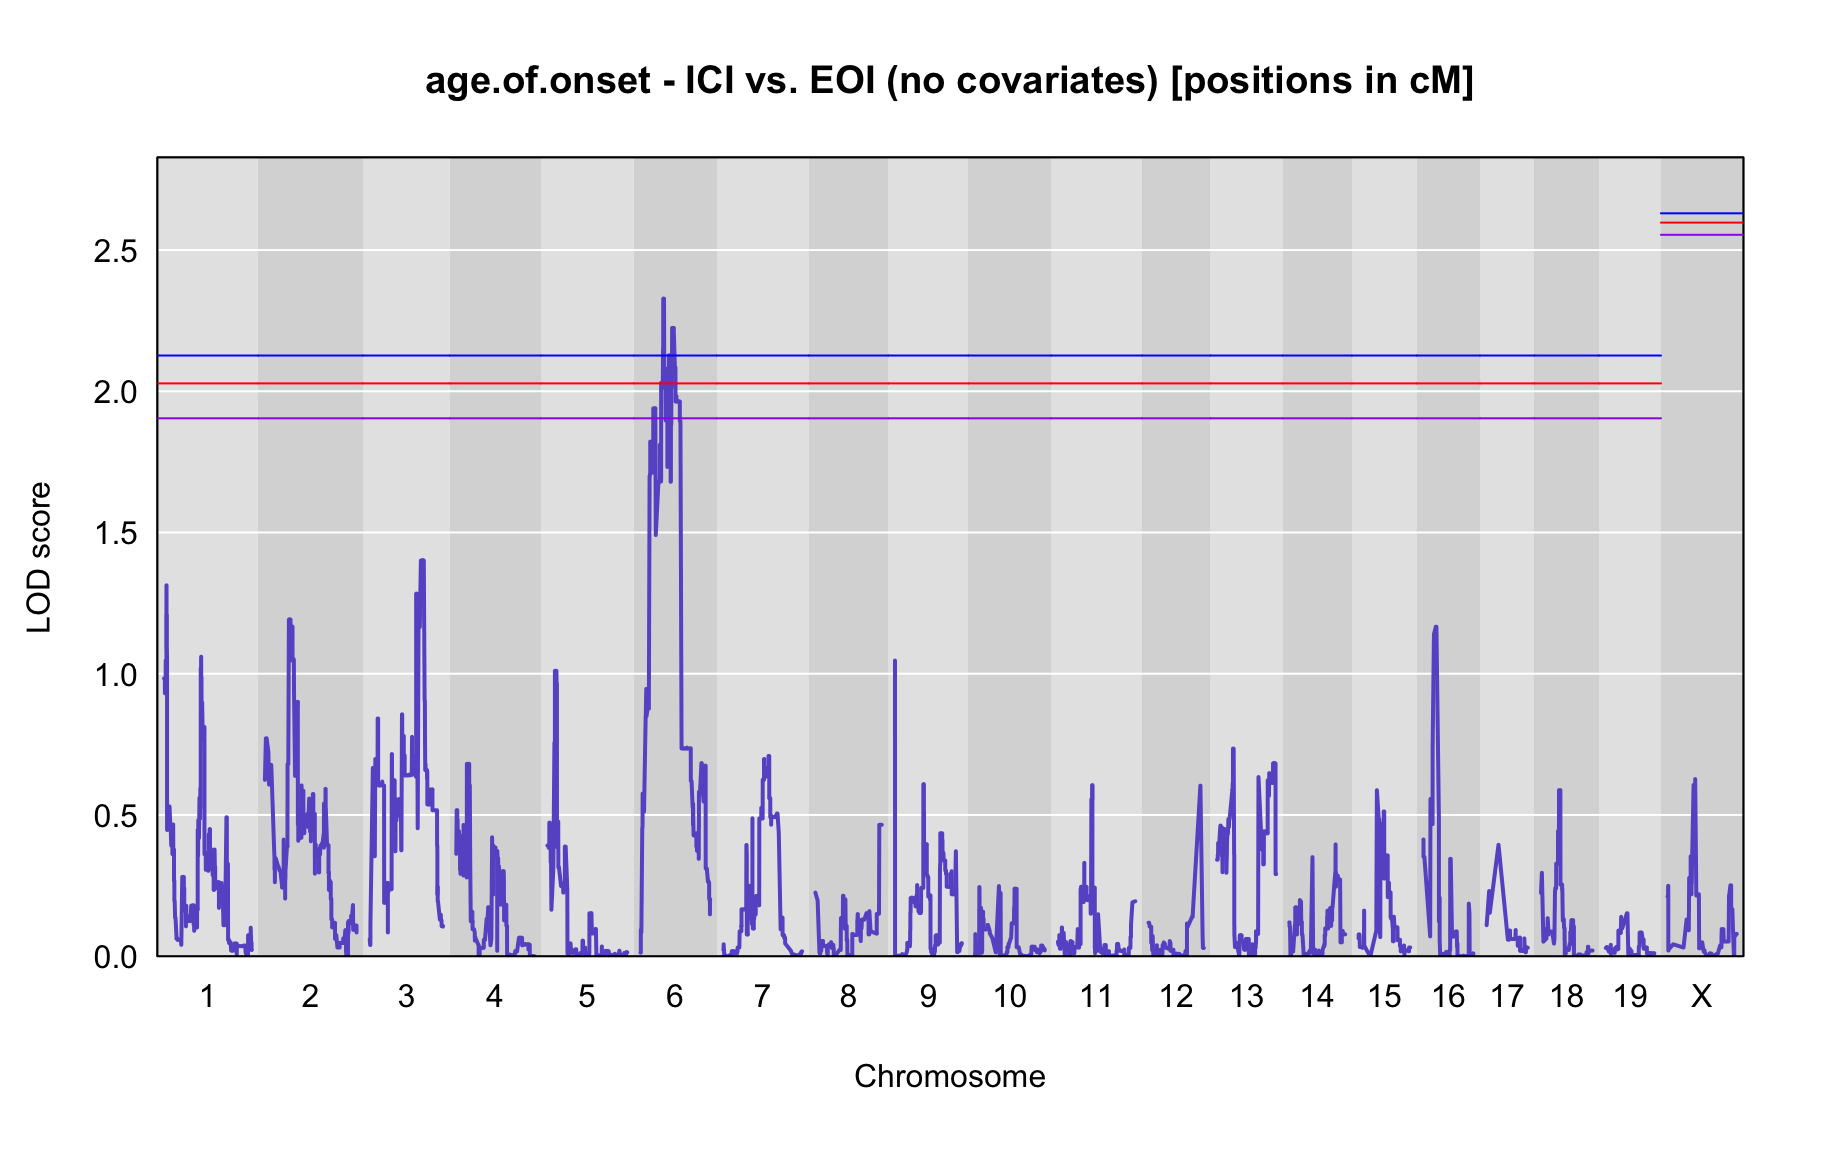 age.of.onset - ICI vs. EOI (no covariates) [positions in cM]
LOD score
2.5
2.0
1.5
1.0
0.5
0.0
1 2 3 4 5 6 7 8 9 10 11 12 13 14 15 16 17 18 19 X
Chromosome